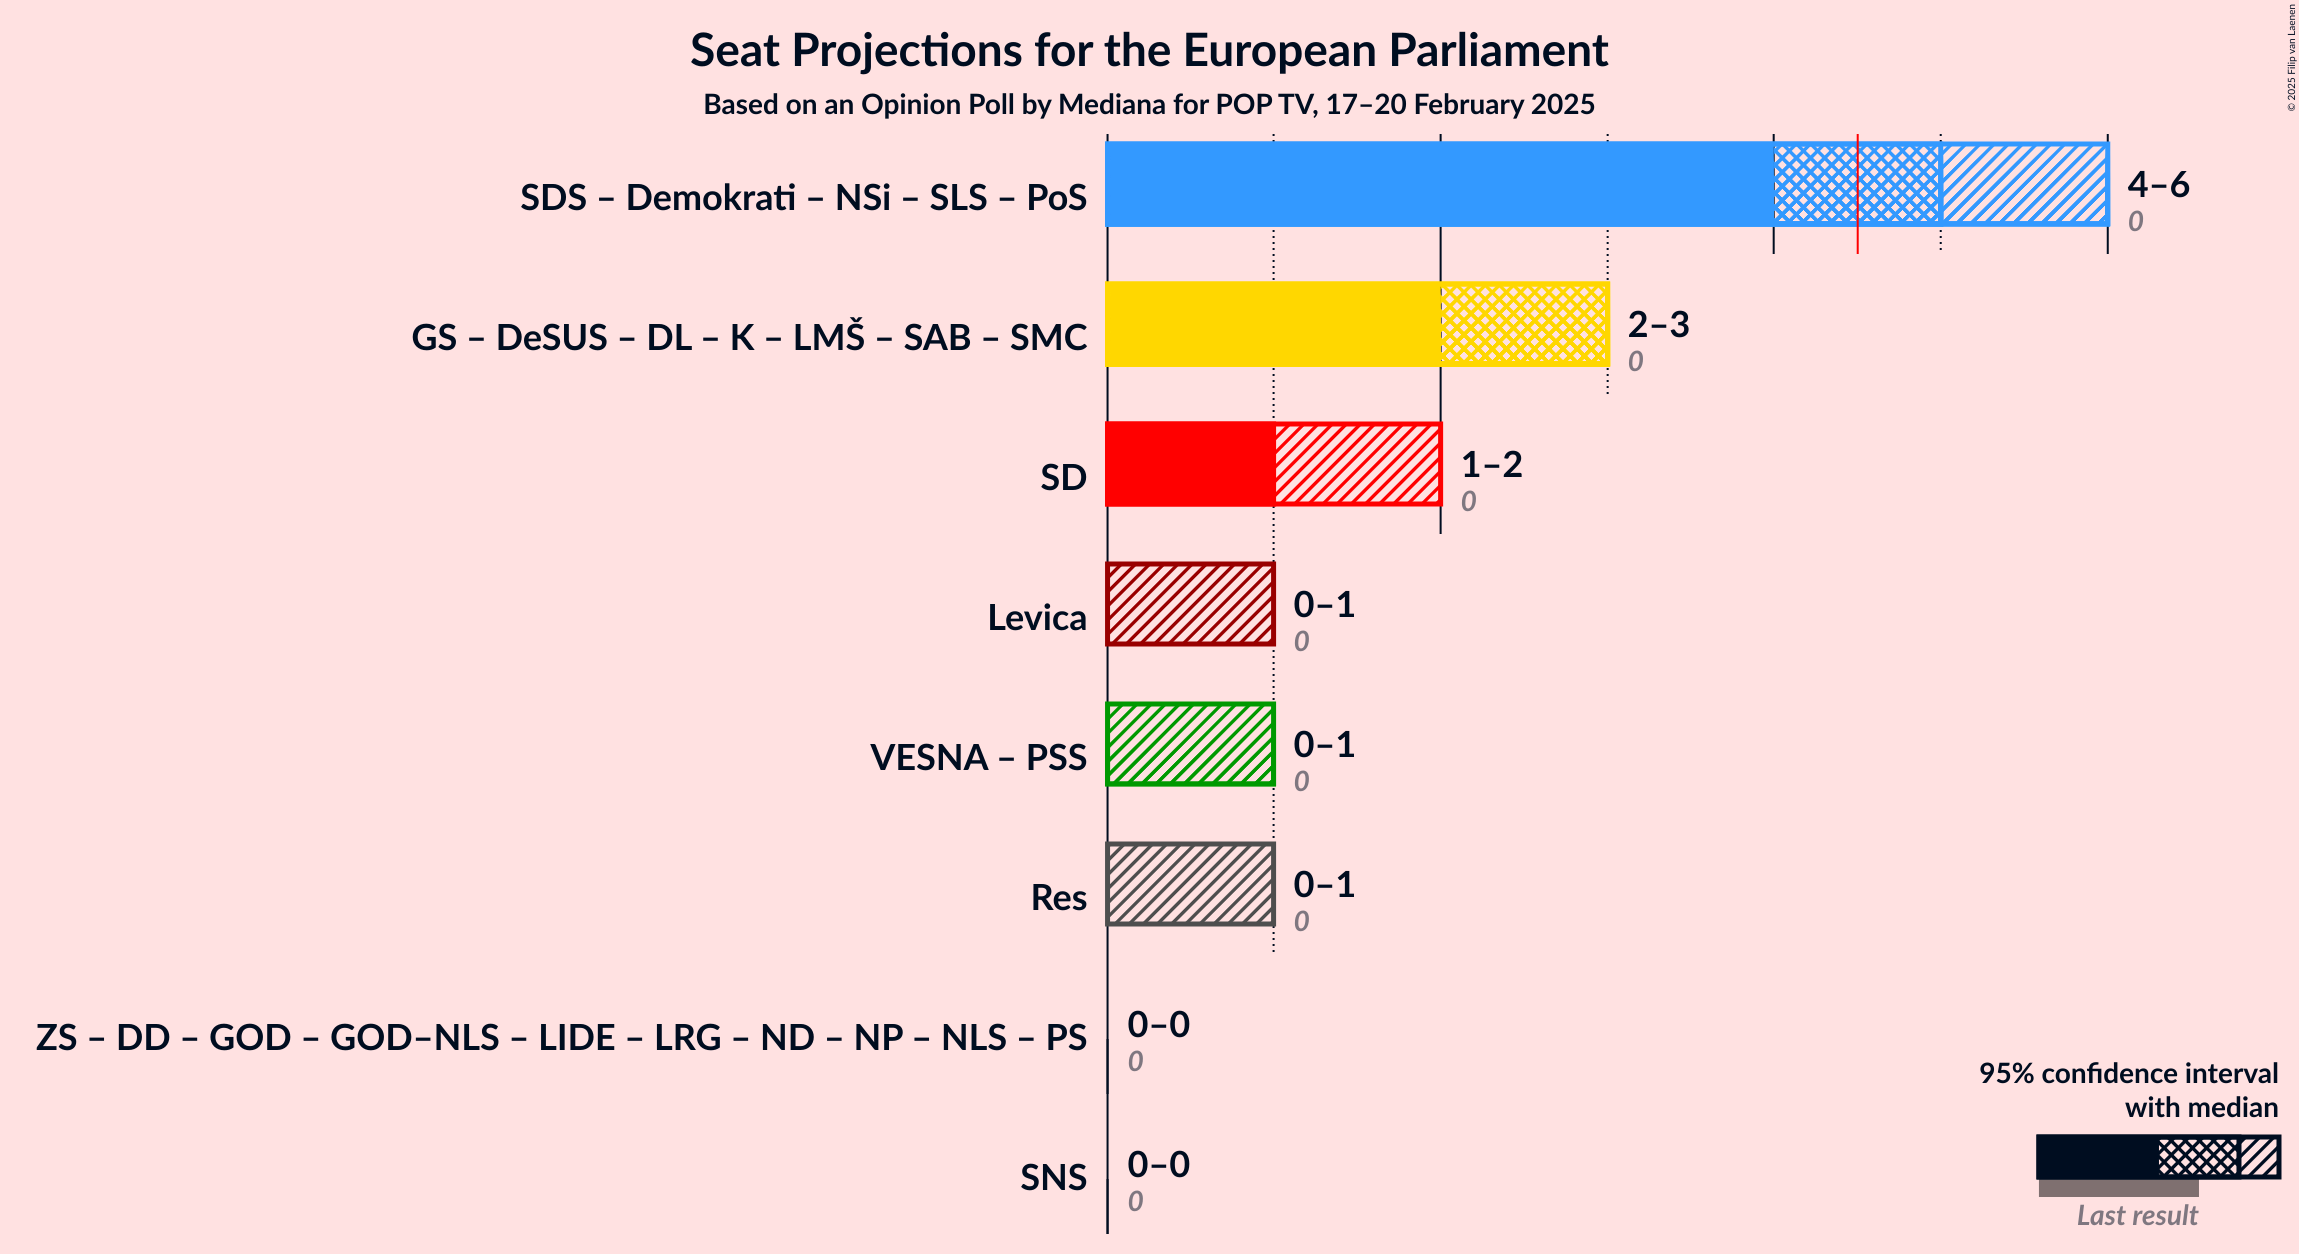 Seat Projections for the European Parliament
Based on an Opinion Poll by Mediana for POP TV, 17–20 February 2025
© 2025 Filip van Laenen
SDS – Demokrati – NSi – SLS – PoS
4–6
0
GS – DeSUS – DL – K – LMŠ – SAB – SMC
2–3
0
SD
1–2
0
Levica
0–1
0
VESNA – PSS
0–1
0
Res
0–1
0
ZS – DD – GOD – GOD–NLS – LIDE – LRG – ND – NP – NLS – PS
0–0
0
SNS
0–0
0
95% confidence interval
with median
Last result